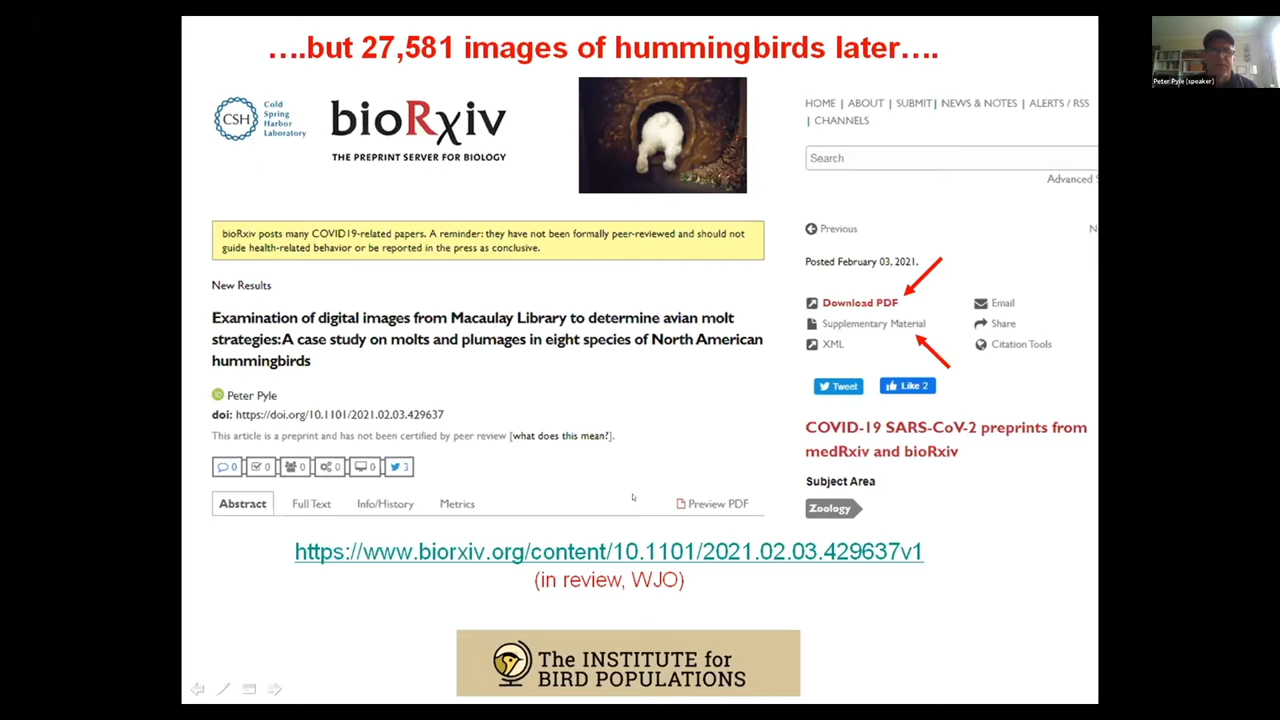 ….but 27,581 images of hummingbirds later….
Peter Pyle (speaker)
CSH
Cold
Spring
Harbor
Laboratory
bioRχiv
THE PREPRINT SERVER FOR BIOLOGY
HOME | ABOUT | SUBMIT | NEWS & NOTES | ALERTS / RSS
| CHANNELS
Search
Advanced S
bioRxiv posts many COVID19-related papers. A reminder: they have not been formally peer-reviewed and should not
guide health-related behavior or be reported in the press as conclusive.
Previous
N
Posted February 03, 2021.
New Results
Download PDF
Email
Supplementary Material
Share
XML
Citation Tools
Examination of digital images from Macaulay Library to determine avian molt
strategies: A case study on molts and plumages in eight species of North American
hummingbirds
Tweet
Like 2
Peter Pyle
doi: https://doi.org/10.1101/2021.02.03.429637
This article is a preprint and has not been certified by peer review [what does this mean?].
0 0 0 0 0 3
COVID-19 SARS-CoV-2 preprints from
medRxiv and bioRxiv
Subject Area
Zoology
Abstract Full Text Info/History Metrics Preview PDF
https://www.biorxiv.org/content/10.1101/2021.02.03.429637v1
(in review, WJO)
The INSTITUTE for
BIRD POPULATIONS